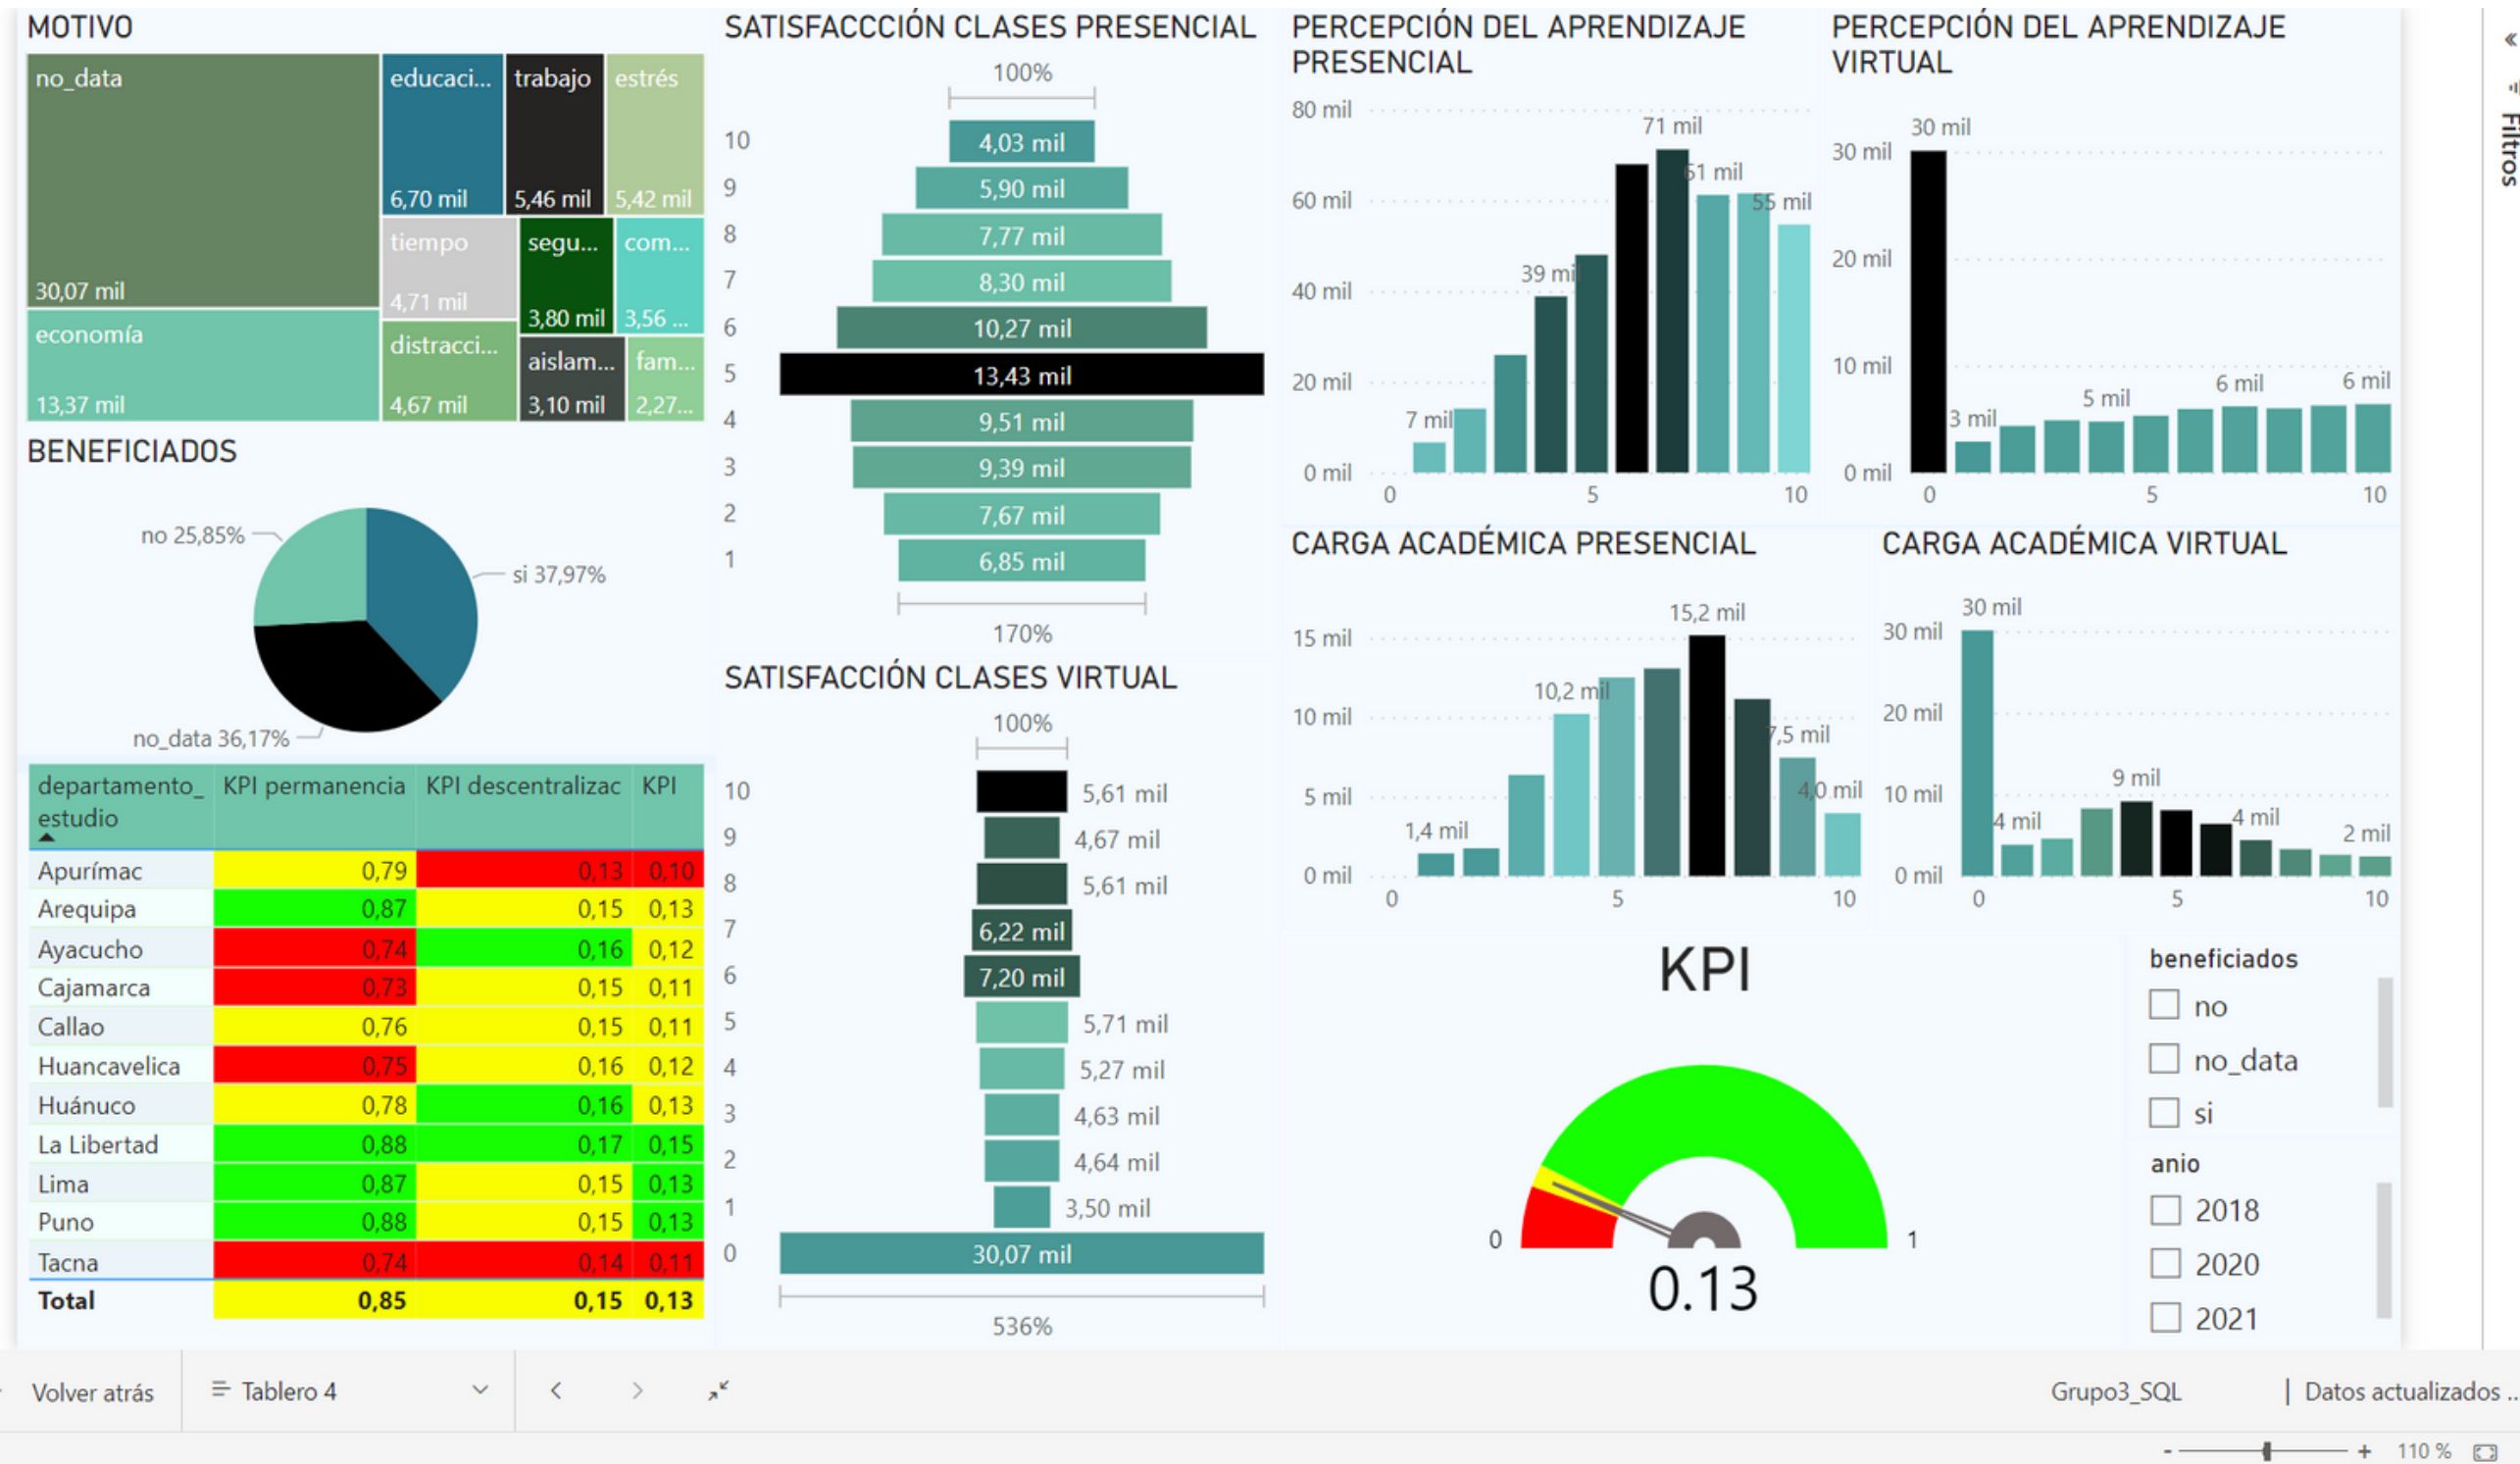 MOTIVO
no_data
30,07 mil
economía
13,37 mil
educaci...
6,70 mil
trabajo
5,46 mil
estrés
5,42 mil
tiempo
4,71 mil
segu...
3,80 mil
com...
3,56 ...
distracci...
4,67 mil
aislam...
3,10 mil
fam...
2,27...
BENEFICIADOS
no 25,85%
si 37,97%
no_data 36,17%
departamento_ estudio KPI permanencia KPI descentralizac KPI
Apurímac 0,79 0,13 0,10
Arequipa 0,87 0,15 0,13
Ayacucho 0,74 0,16 0,12
Cajamarca 0,73 0,15 0,11
Callao 0,76 0,15 0,11
Huancavelica 0,75 0,16 0,12
Huánuco 0,78 0,16 0,13
La Libertad 0,88 0,17 0,15
Lima 0,87 0,15 0,13
Puno 0,88 0,15 0,13
Tacna 0,74 0,14 0,11
Total 0,85 0,15 0,13
SATISFACCCIÓN CLASES PRESENCIAL
100%
10 4,03 mil
9 5,90 mil
8 7,77 mil
7 8,30 mil
6 10,27 mil
5 13,43 mil
4 9,51 mil
3 9,39 mil
2 7,67 mil
1 6,85 mil
170%
SATISFACCIÓN CLASES VIRTUAL
100%
10 5,61 mil
9 4,67 mil
8 5,61 mil
7 6,22 mil
6 7,20 mil
5 5,71 mil
4 5,27 mil
3 4,63 mil
2 4,64 mil
1 3,50 mil
0 30,07 mil
536%
PERCEPCIÓN DEL APRENDIZAJE
PRESENCIAL
80 mil
60 mil
40 mil
20 mil
0 mil
7 mil
39 mi
71 mil
61 mil
55 mil
0 5 10
PERCEPCIÓN DEL APRENDIZAJE
VIRTUAL
30 mil
20 mil
10 mil
0 mil
30 mil
3 mil
5 mil
6 mil
6 mil
0 5 10
CARGA ACADÉMICA PRESENCIAL
15 mil
10 mil
5 mil
0 mil
1,4 mil
10,2 mil
15,2 mil
7,5 mil
4,0 mil
0 5 10
CARGA ACADÉMICA VIRTUAL
30 mil
20 mil
10 mil
0 mil
30 mil
4 mil
9 mil
4 mil
2 mil
0 5 10
KPI
0
1
0.13
beneficiados
no
no_data
si
anio
2018
2020
2021
Filtros
Volver atrás
Tablero 4
Grupo3_SQL
| Datos actualizados ...
- + 110 %